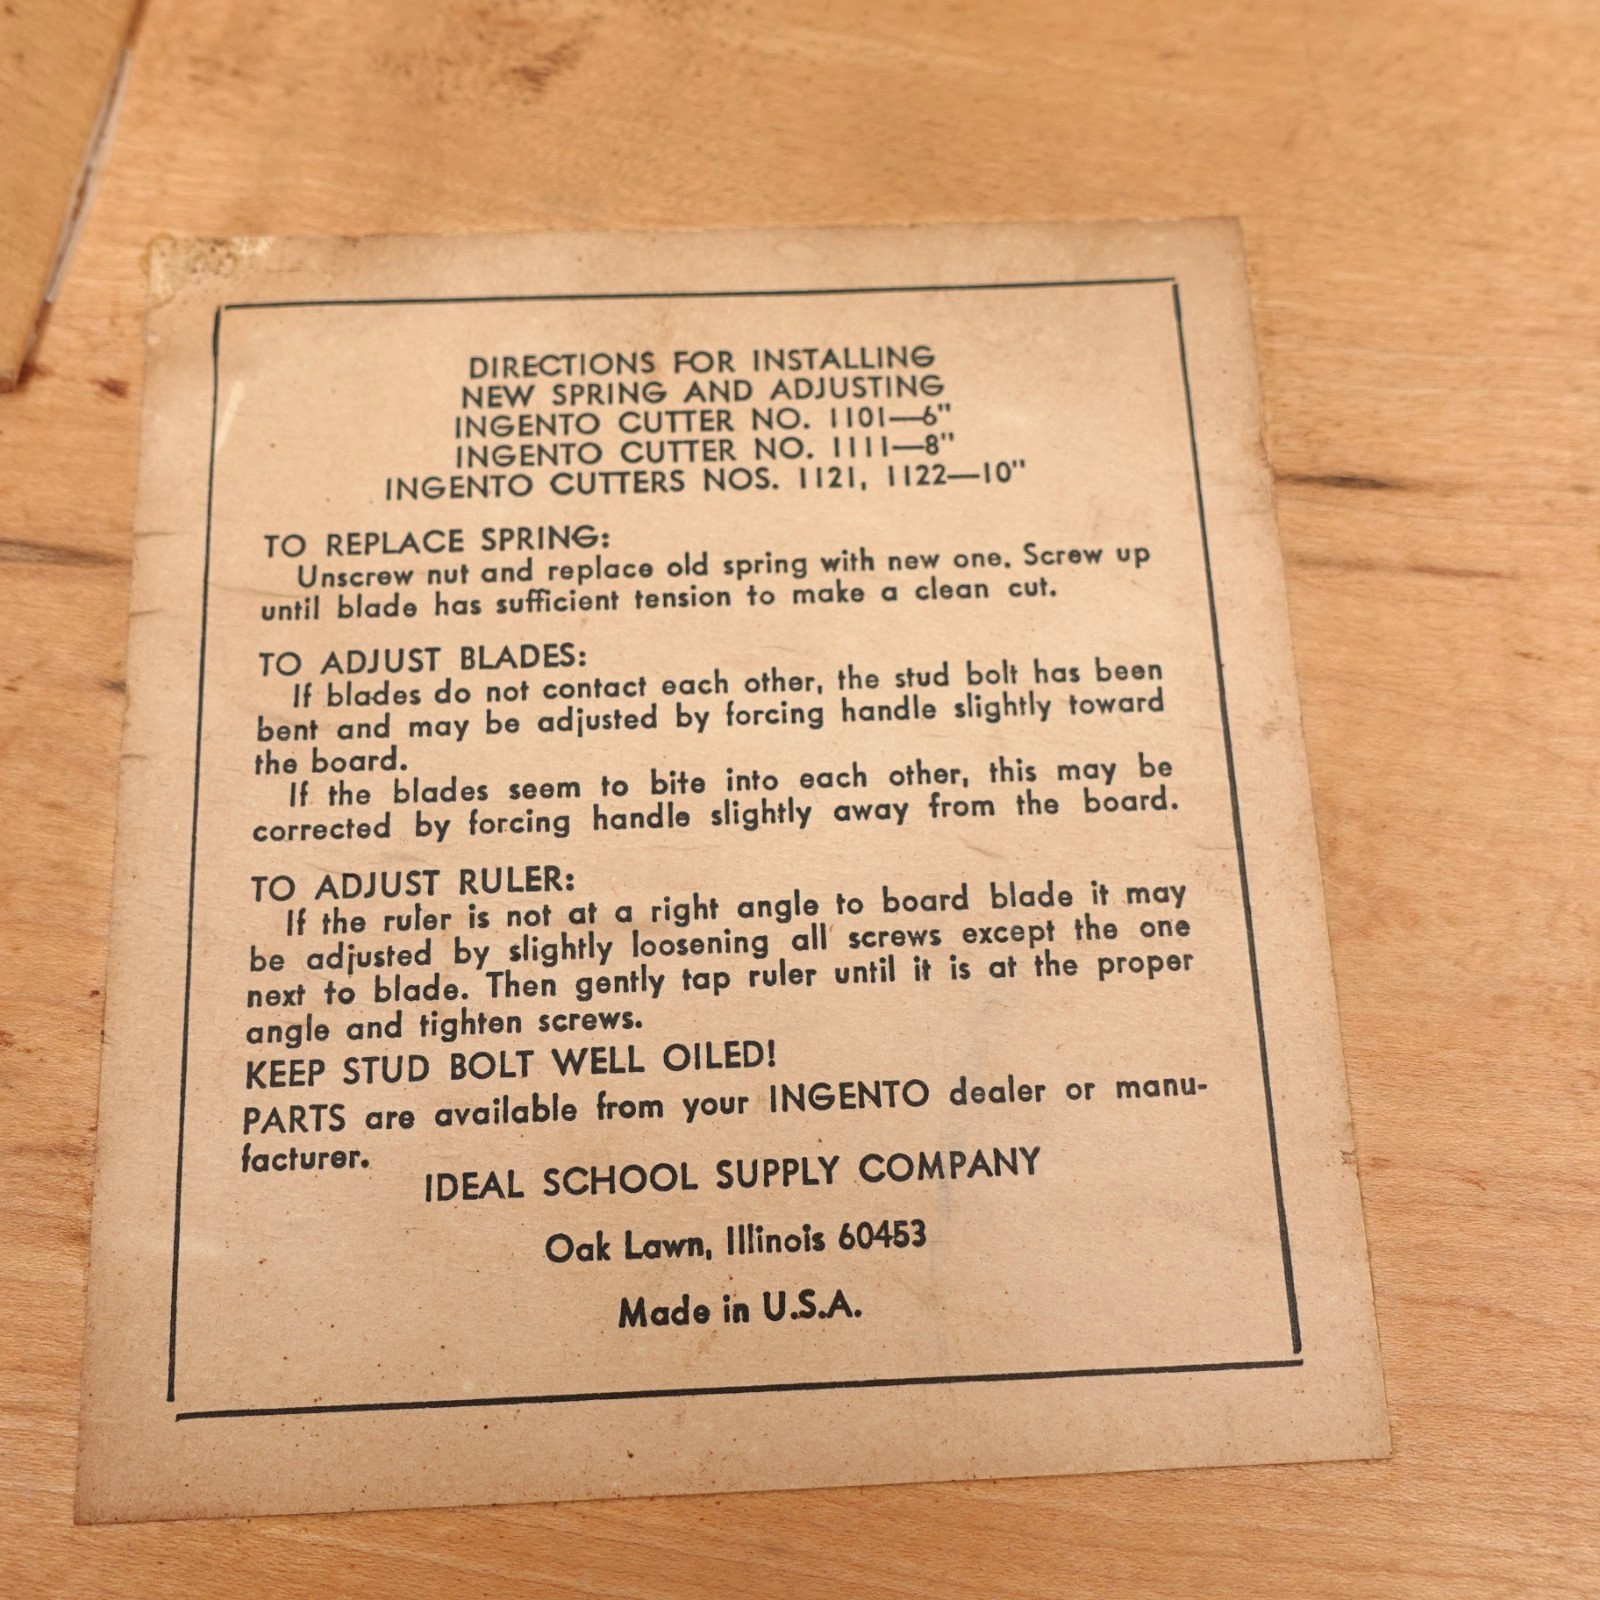 DIRECTIONS FOR INSTALLING
NEW SPRING AND ADJUSTING
INGENTO CUTTER NO. 1101—6"
INGENTO CUTTER NO. 1111—8"
INGENTO CUTTERS NOS. 1121, 1122—10"
TO REPLACE SPRING:
Unscrew nut and replace old spring with new one. Screw up
until blade has sufficient tension to make a clean cut.
TO ADJUST BLADES:
If blades do not contact each other, the stud bolt has been
bent and may be adjusted by forcing handle slightly toward
the board.
If the blades seem to bite into each other, this may be
corrected by forcing handle slightly away from the board.
TO ADJUST RULER:
If the ruler is not at a right angle to board blade it may
be adjusted by slightly loosening all screws except the one
next to blade. Then gently tap ruler until it is at the proper
angle and tighten screws.
KEEP STUD BOLT WELL OILED!
PARTS are available from your INGENTO dealer or manu-
facturer.
IDEAL SCHOOL SUPPLY COMPANY
Oak Lawn, Illinois 60453
Made in U.S.A.